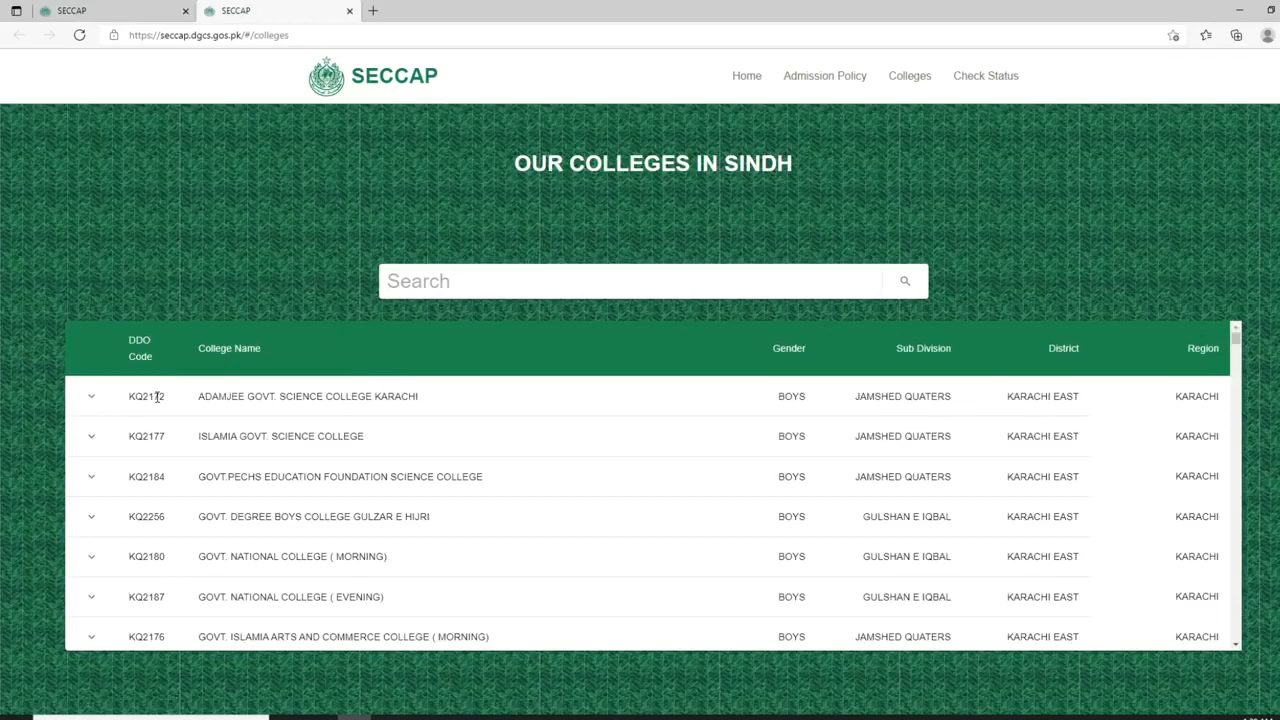 SECCAP
SECCAP
https://seccap.dgcs.gos.pk/#/colleges
SECCAP
Home Admission Policy Colleges Check Status
OUR COLLEGES IN SINDH
Search
DDO Code College Name Gender Sub Division District Region
KQ2172 ADAMJEE GOVT. SCIENCE COLLEGE KARACHI BOYS JAMSHED QUATERS KARACHI EAST KARACHI
KQ2177 ISLAMIA GOVT. SCIENCE COLLEGE BOYS JAMSHED QUATERS KARACHI EAST KARACHI
KQ2184 GOVT.PECHS EDUCATION FOUNDATION SCIENCE COLLEGE BOYS JAMSHED QUATERS KARACHI EAST KARACHI
KQ2256 GOVT. DEGREE BOYS COLLEGE GULZAR E HIJRI BOYS GULSHAN E IQBAL KARACHI EAST KARACHI
KQ2180 GOVT. NATIONAL COLLEGE ( MORNING) BOYS GULSHAN E IQBAL KARACHI EAST KARACHI
KQ2187 GOVT. NATIONAL COLLEGE ( EVENING) BOYS GULSHAN E IQBAL KARACHI EAST KARACHI
KQ2176 GOVT. ISLAMIA ARTS AND COMMERCE COLLEGE ( MORNING) BOYS JAMSHED QUATERS KARACHI EAST KARACHI